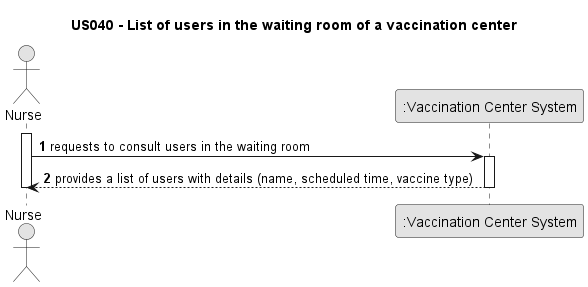 US040 - List of users in the waiting room of a vaccination center
Nurse
:Vaccination Center System
1 requests to consult users in the waiting room
2 provides a list of users with details (name, scheduled time, vaccine type)
Nurse
:Vaccination Center System